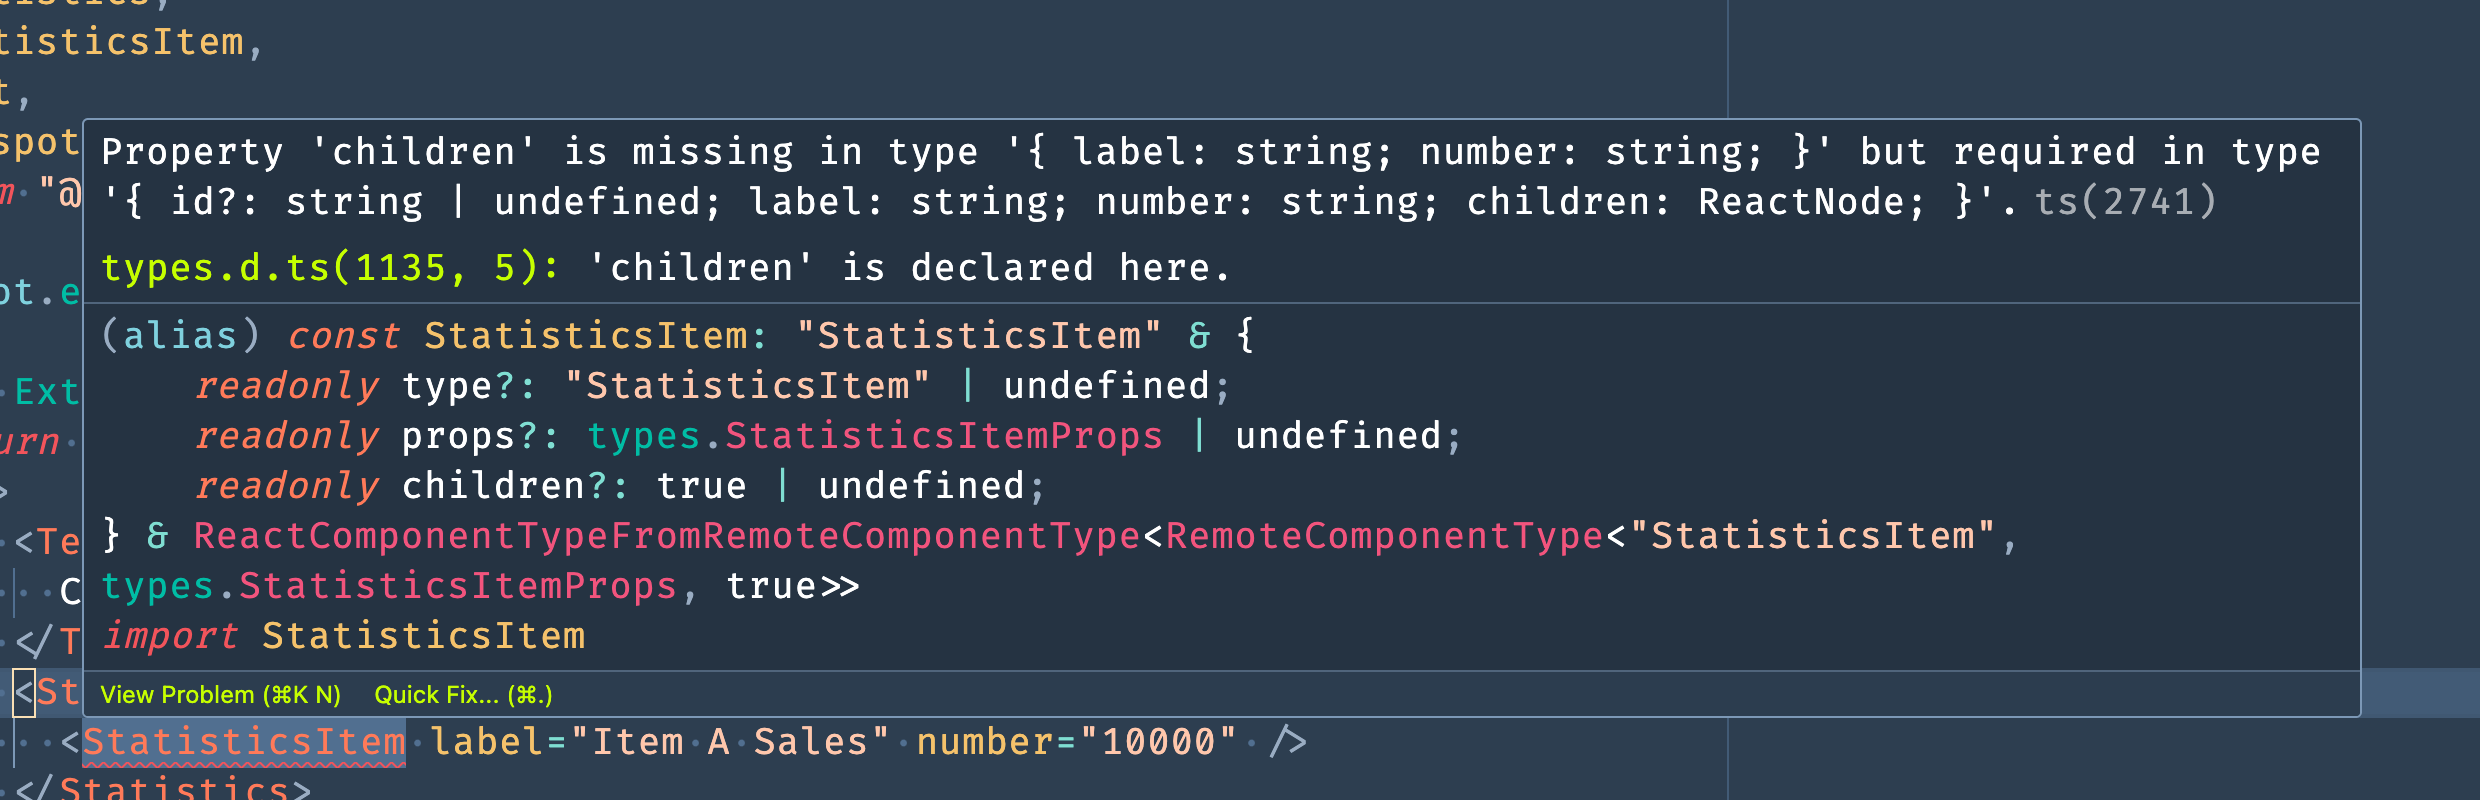 tistics,
tisticsItem,
t,
spot
m "@
pt.e
Ext
urn
>
<Te
C
</T
<St
Property 'children' is missing in type '{ label: string; number: string; }' but required in type
'{ id?: string | undefined; label: string; number: string; children: ReactNode; }'. ts(2741)
types.d.ts(1135, 5): 'children' is declared here.
(alias) const StatisticsItem: "StatisticsItem" & {
    readonly type?: "StatisticsItem" | undefined;
    readonly props?: types.StatisticsItemProps | undefined;
    readonly children?: true | undefined;
} & ReactComponentTypeFromRemoteComponentType<RemoteComponentType<"StatisticsItem",
types.StatisticsItemProps, true>>
import StatisticsItem
View Problem (⌘K N) Quick Fix... (⌘.)
<StatisticsItem label="Item A Sales" number="10000" />
</Statistics>